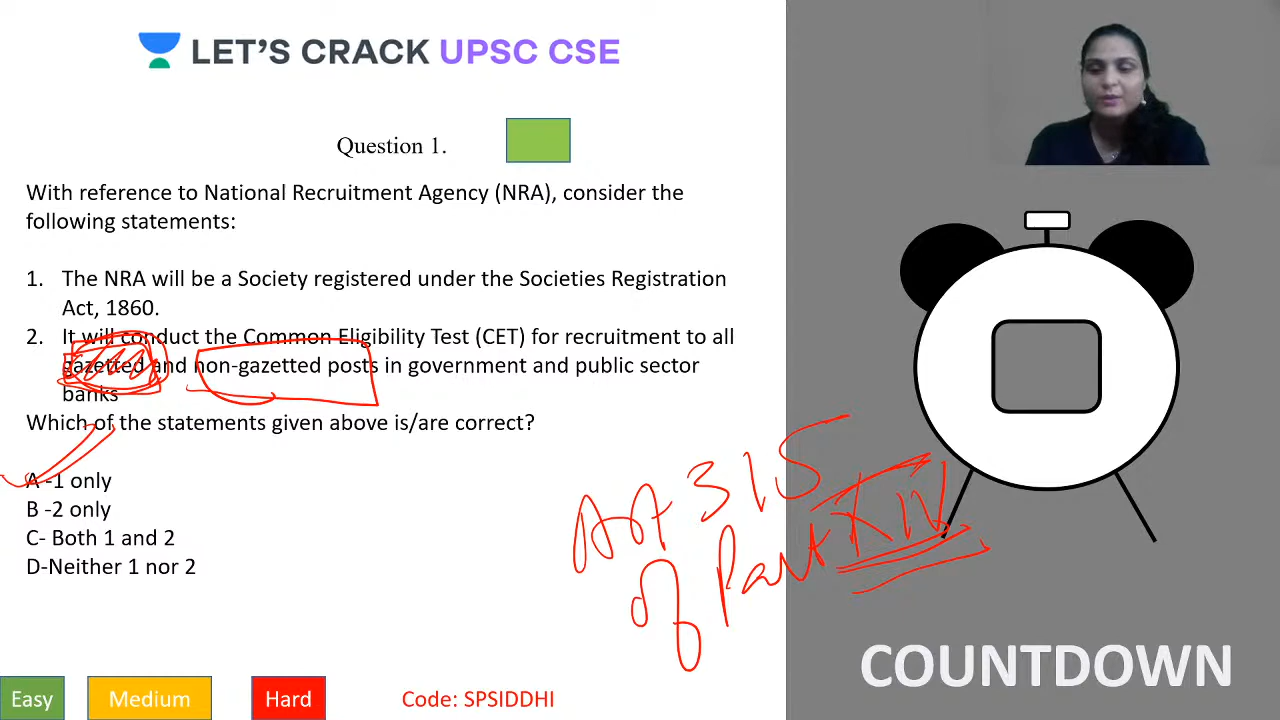 LET'S CRACK UPSC CSE
Question 1.
With reference to National Recruitment Agency (NRA), consider the
following statements:
1. The NRA will be a Society registered under the Societies Registration
Act, 1860.
2. It will conduct the Common Eligibility Test (CET) for recruitment to all
gazetted and non-gazetted posts in government and public sector
banks
Which of the statements given above is/are correct?
A -1 only
B -2 only
C- Both 1 and 2
D-Neither 1 nor 2
Art 315
of Part XIV
COUNTDOWN
Easy Medium Hard Code: SPSIDDHI